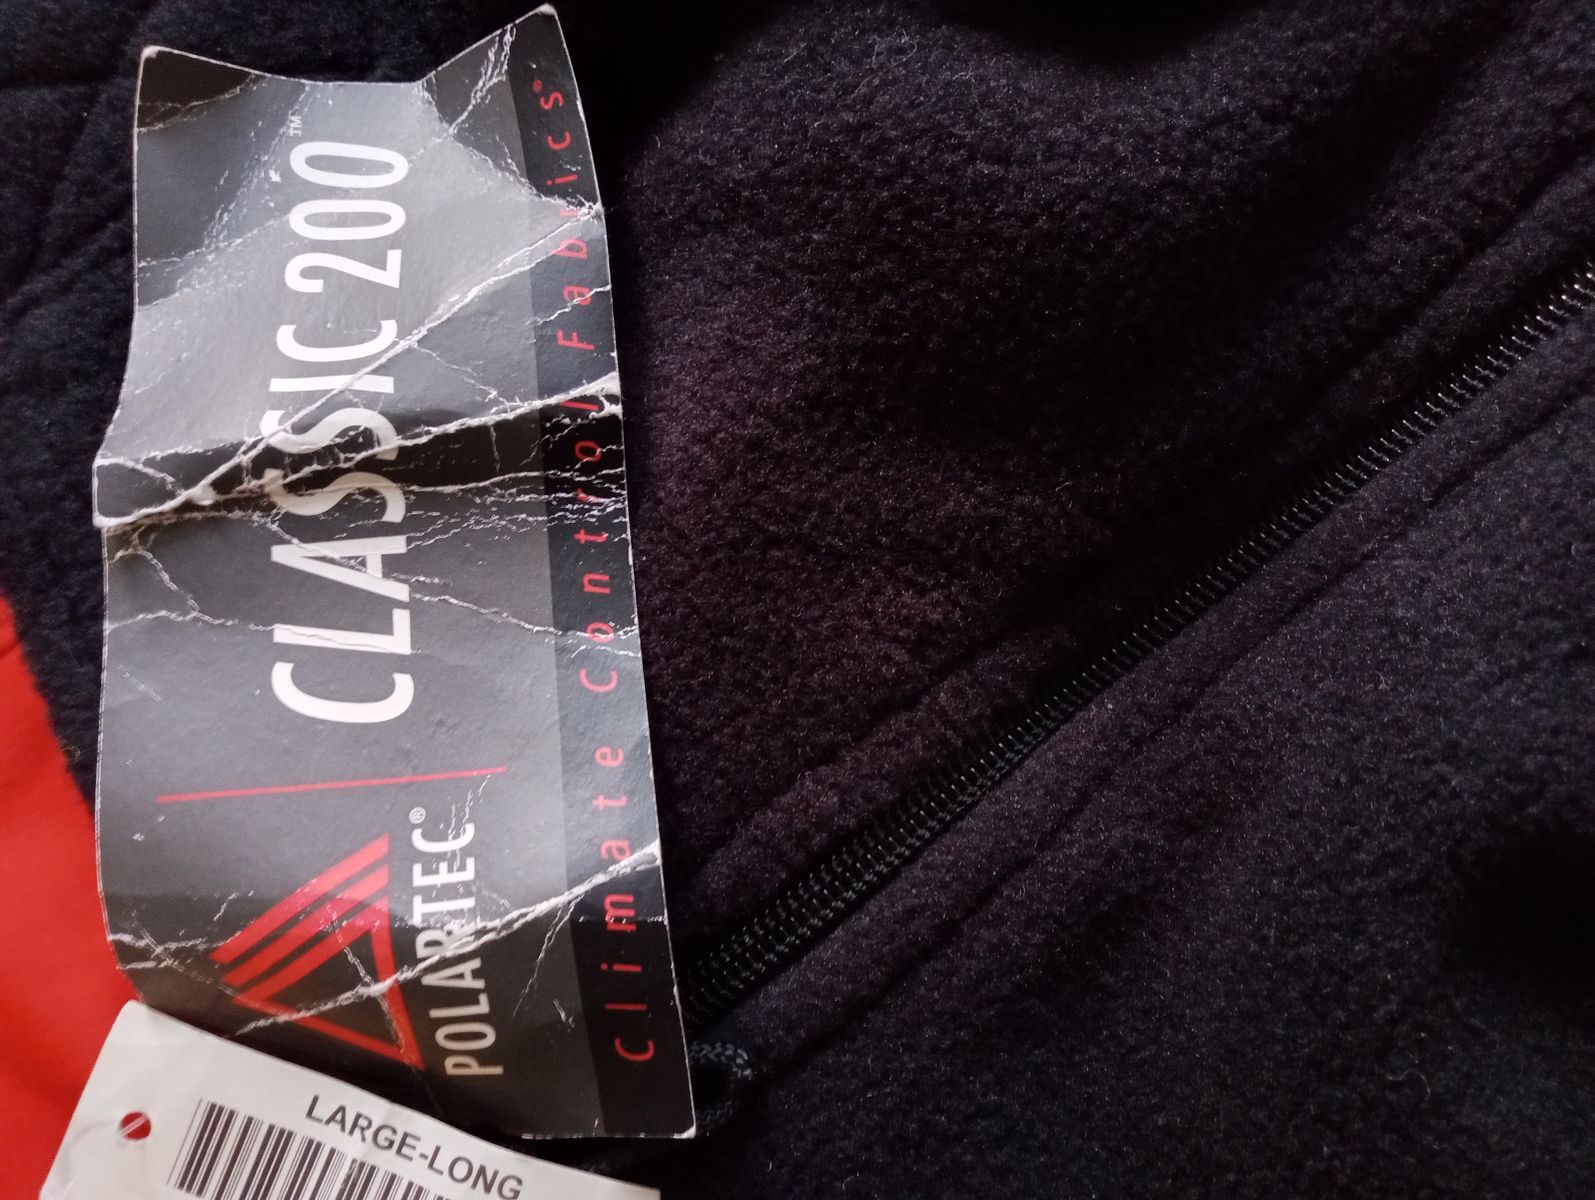 POLARTEC®
CLASSIC 200™
Climate Control Fabrics®
LARGE-LONG